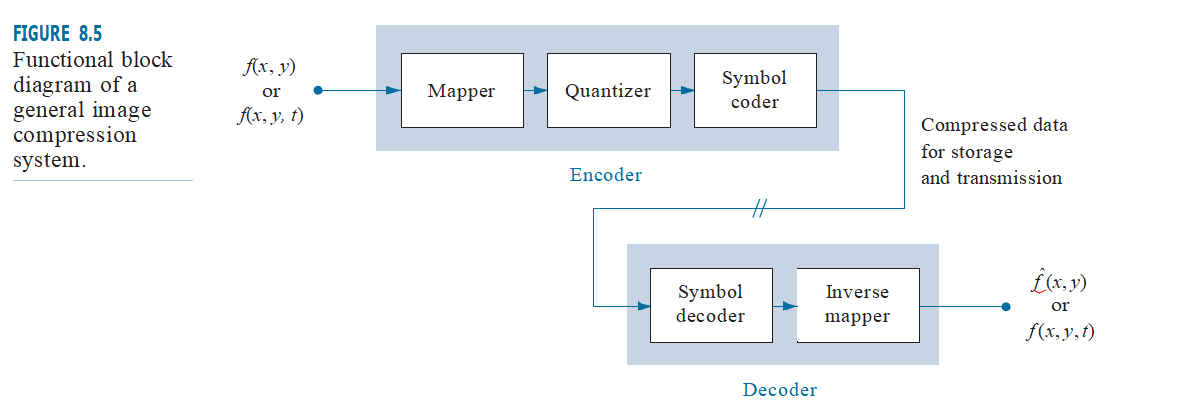 FIGURE 8.5
Functional block
diagram of a
general image
compression
system.
f(x, y)
or
f(x, y, t)
Mapper
Quantizer
Symbol
coder
Encoder
Compressed data
for storage
and transmission
Symbol
decoder
Inverse
mapper
Decoder
f̂(x, y)
or
f(x, y, t)